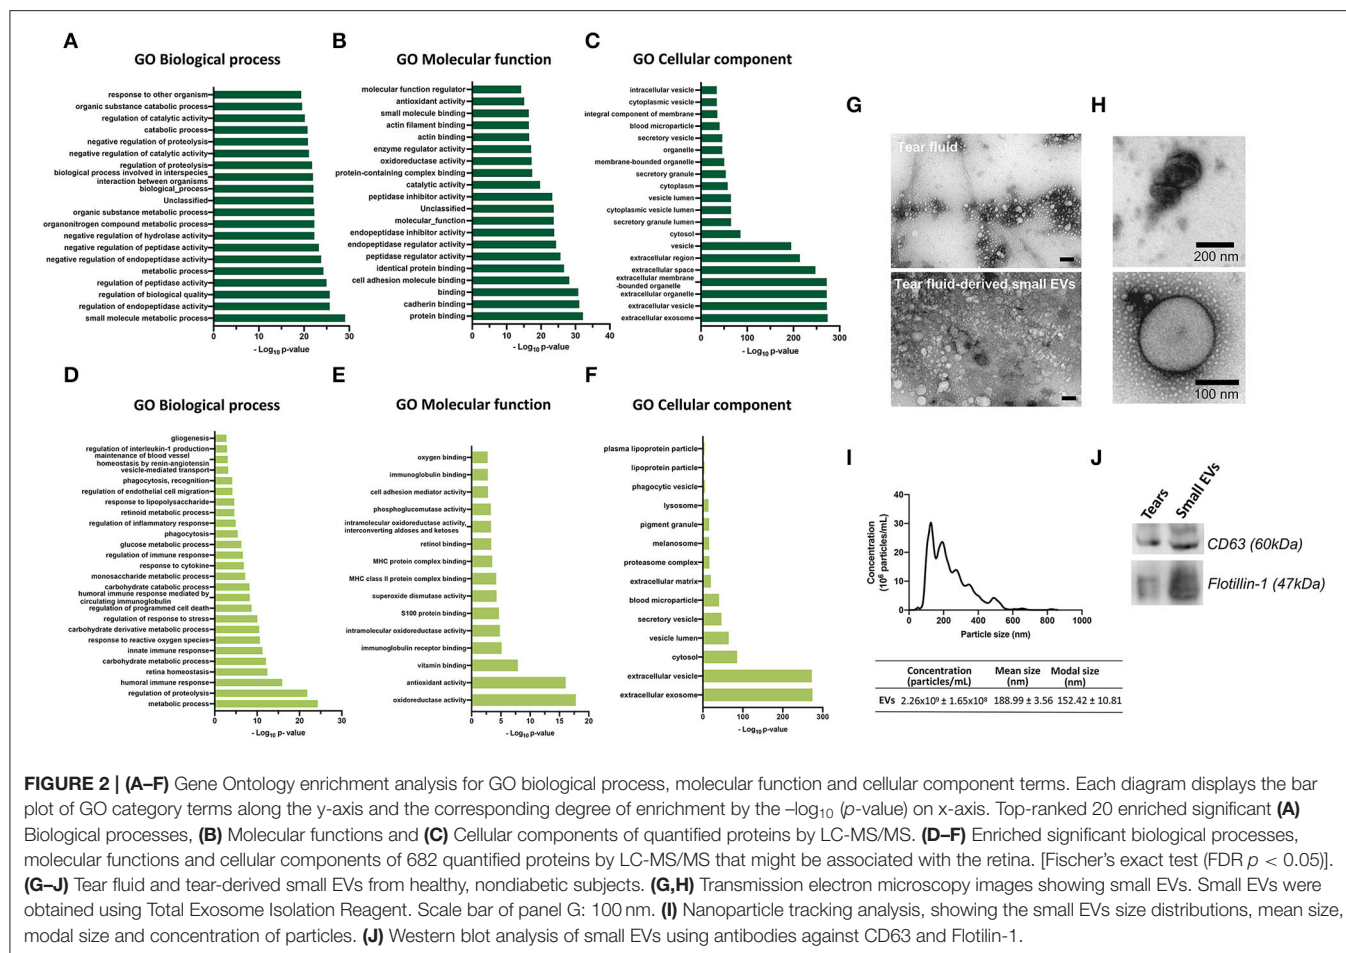 A
GO Biological process
response to other organism
organic substance catabolic process
regulation of catalytic activity
catabolic process
negative regulation of proteolysis
negative regulation of catalytic activity
regulation of proteolysis
biological process involved in interspecies
interaction between organisms
biological_process
Unclassified
organic substance metabolic process
organonitrogen compound metabolic process
negative regulation of hydrolase activity
negative regulation of peptidase activity
negative regulation of endopeptidase activity
metabolic process
regulation of peptidase activity
regulation of biological quality
regulation of endopeptidase activity
small molecule metabolic process
0 10 20 30
- Log10 p-value
B
GO Molecular function
molecular function regulator
antioxidant activity
small molecule binding
actin filament binding
actin binding
enzyme regulator activity
oxidoreductase activity
protein-containing complex binding
catalytic activity
peptidase inhibitor activity
Unclassified
molecular_function
endopeptidase inhibitor activity
endopeptidase regulator activity
peptidase regulator activity
identical protein binding
cell adhesion molecule binding
binding
cadherin binding
protein binding
0 10 20 30 40
- Log10 p-value
C
GO Cellular component
intracellular vesicle
cytoplasmic vesicle
integral component of membrane
blood microparticle
secretory vesicle
organelle
membrane-bounded organelle
secretory granule
cytoplasm
vesicle lumen
cytoplasmic vesicle lumen
secretory granule lumen
cytosol
vesicle
extracellular region
extracellular space
extracellular membrane
-bounded organelle
extracellular organelle
extracellular vesicle
extracellular exosome
0 100 200 300
- Log10 p-value
G
Tear fluid
Tear fluid-derived small EVs
H
200 nm
100 nm
D
GO Biological process
gliogenesis
regulation of interleukin-1 production
maintenance of blood vessel
homeostasis by renin-angiotensin
vesicle-mediated transport
phagocytosis, recognition
regulation of endothelial cell migration
response to lipopolysaccharide
retinoid metabolic process
regulation of inflammatory response
phagocytosis
glucose metabolic process
regulation of immune response
response to cytokine
monosaccharide metabolic process
carbohydrate catabolic process
humoral immune response mediated by
circulating immunoglobulin
regulation of programmed cell death
regulation of response to stress
carbohydrate derivative metabolic process
response to reactive oxygen species
innate immune response
carbohydrate metabolic process
retina homeostasis
humoral immune response
regulation of proteolysis
metabolic process
0 10 20 30
- Log10 p- value
E
GO Molecular function
oxygen binding
immunoglobulin binding
cell adhesion mediator activity
phosphoglucomutase activity
intramolecular oxidoreductase activity,
interconverting aldoses and ketoses
retinol binding
MHC protein complex binding
MHC class II protein complex binding
superoxide dismutase activity
S100 protein binding
intramolecular oxidoreductase activity
immunoglobulin receptor binding
vitamin binding
antioxidant activity
oxidoreductase activity
0 5 10 15 20
- Log10 p-value
F
GO Cellular component
plasma lipoprotein particle
lipoprotein particle
phagocytic vesicle
lysosome
pigment granule
melanosome
proteasome complex
extracellular matrix
blood microparticle
secretory vesicle
vesicle lumen
cytosol
extracellular vesicle
extracellular exosome
0 100 200 300
- Log10 p-value
I
Concentration
(10⁶ particles/mL)
40
30
20
10
0
0 200 400 600 800 1000
Particle size (nm)
Concentration (particles/mL) Mean size (nm) Modal size (nm)
EVs 2.26x10⁹ ± 1.65x10⁸ 188.99 ± 3.56 152.42 ± 10.81
J
Tears
Small EVs
CD63 (60kDa)
Flotillin-1 (47kDa)
FIGURE 2 | (A–F) Gene Ontology enrichment analysis for GO biological process, molecular function and cellular component terms. Each diagram displays the bar
plot of GO category terms along the y-axis and the corresponding degree of enrichment by the –log10 (p-value) on x-axis. Top-ranked 20 enriched significant (A)
Biological processes, (B) Molecular functions and (C) Cellular components of quantified proteins by LC-MS/MS. (D–F) Enriched significant biological processes,
molecular functions and cellular components of 682 quantified proteins by LC-MS/MS that might be associated with the retina. [Fischer's exact test (FDR p < 0.05)].
(G–J) Tear fluid and tear-derived small EVs from healthy, nondiabetic subjects. (G,H) Transmission electron microscopy images showing small EVs. Small EVs were
obtained using Total Exosome Isolation Reagent. Scale bar of panel G: 100 nm. (I) Nanoparticle tracking analysis, showing the small EVs size distributions, mean size,
modal size and concentration of particles. (J) Western blot analysis of small EVs using antibodies against CD63 and Flotilin-1.